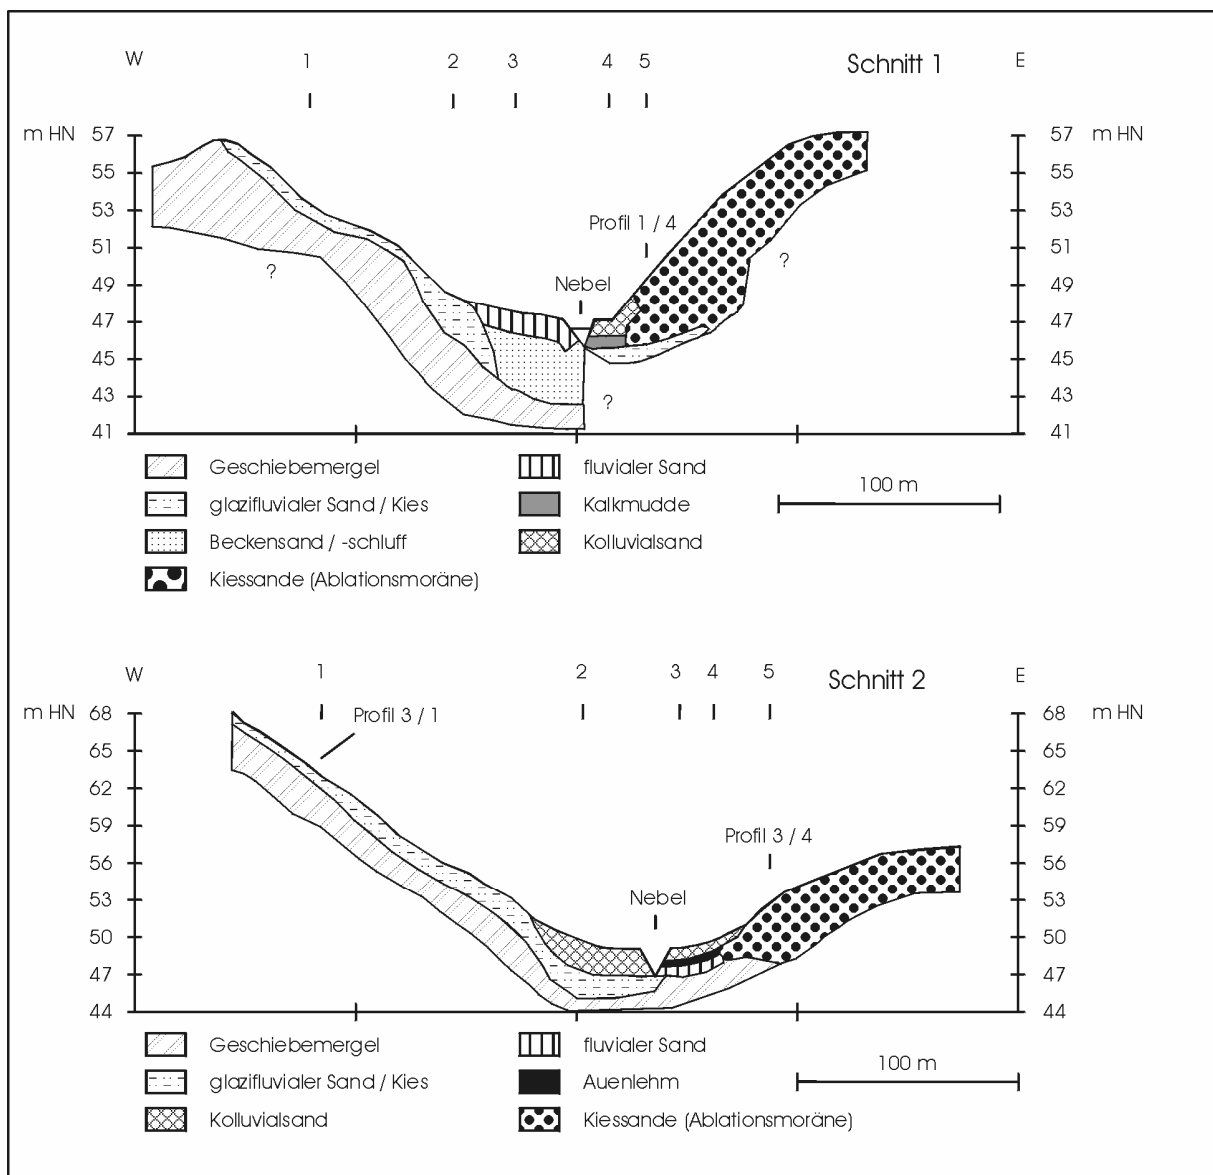 W 1 2 3 4 5 Schnitt 1 E
m HN 57 57 m HN
55 55
53 53
Profil 1 / 4
51 51
? ?
49 Nebel 49
47 47
45 45
43 ? 43
41 41
Geschiebemergel fluvialer Sand
glazifluvialer Sand / Kies Kalkmudde 100 m
Beckensand / -schluff Kolluvialsand
Kiessande (Ablationsmoräne)
W 1 2 3 4 5 Schnitt 2 E
m HN 68 Profil 3 / 1 68 m HN
65 65
62 62
59 59
Profil 3 / 4
56 56
53 Nebel 53
50 50
47 47
44 44
Geschiebemergel fluvialer Sand
glazifluvialer Sand / Kies Auenlehm 100 m
Kolluvialsand Kiessande (Ablationsmoräne)